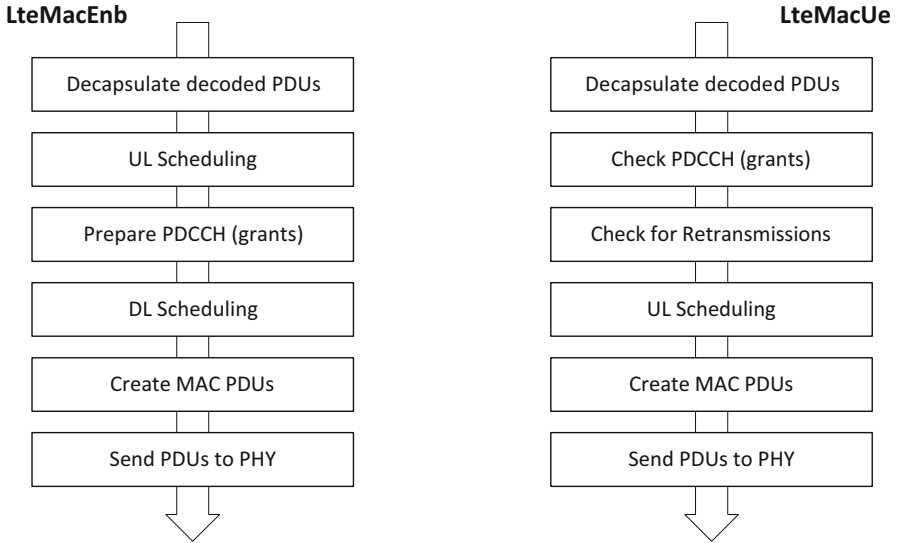 LteMacEnb
Decapsulate decoded PDUs
UL Scheduling
Prepare PDCCH (grants)
DL Scheduling
Create MAC PDUs
Send PDUs to PHY
LteMacUe
Decapsulate decoded PDUs
Check PDCCH (grants)
Check for Retransmissions
UL Scheduling
Create MAC PDUs
Send PDUs to PHY